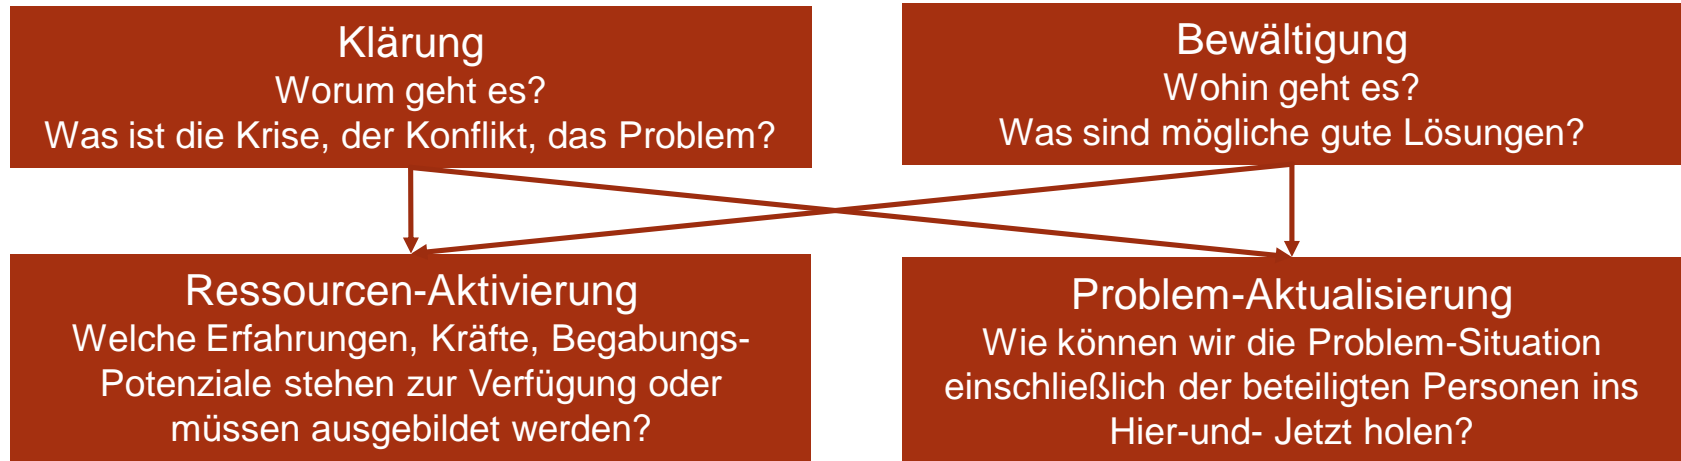 Klärung
Worum geht es?
Was ist die Krise, der Konflikt, das Problem?
Bewältigung
Wohin geht es?
Was sind mögliche gute Lösungen?
Ressourcen-Aktivierung
Welche Erfahrungen, Kräfte, Begabungs-
Potenziale stehen zur Verfügung oder
müssen ausgebildet werden?
Problem-Aktualisierung
Wie können wir die Problem-Situation
einschließlich der beteiligten Personen ins
Hier-und- Jetzt holen?